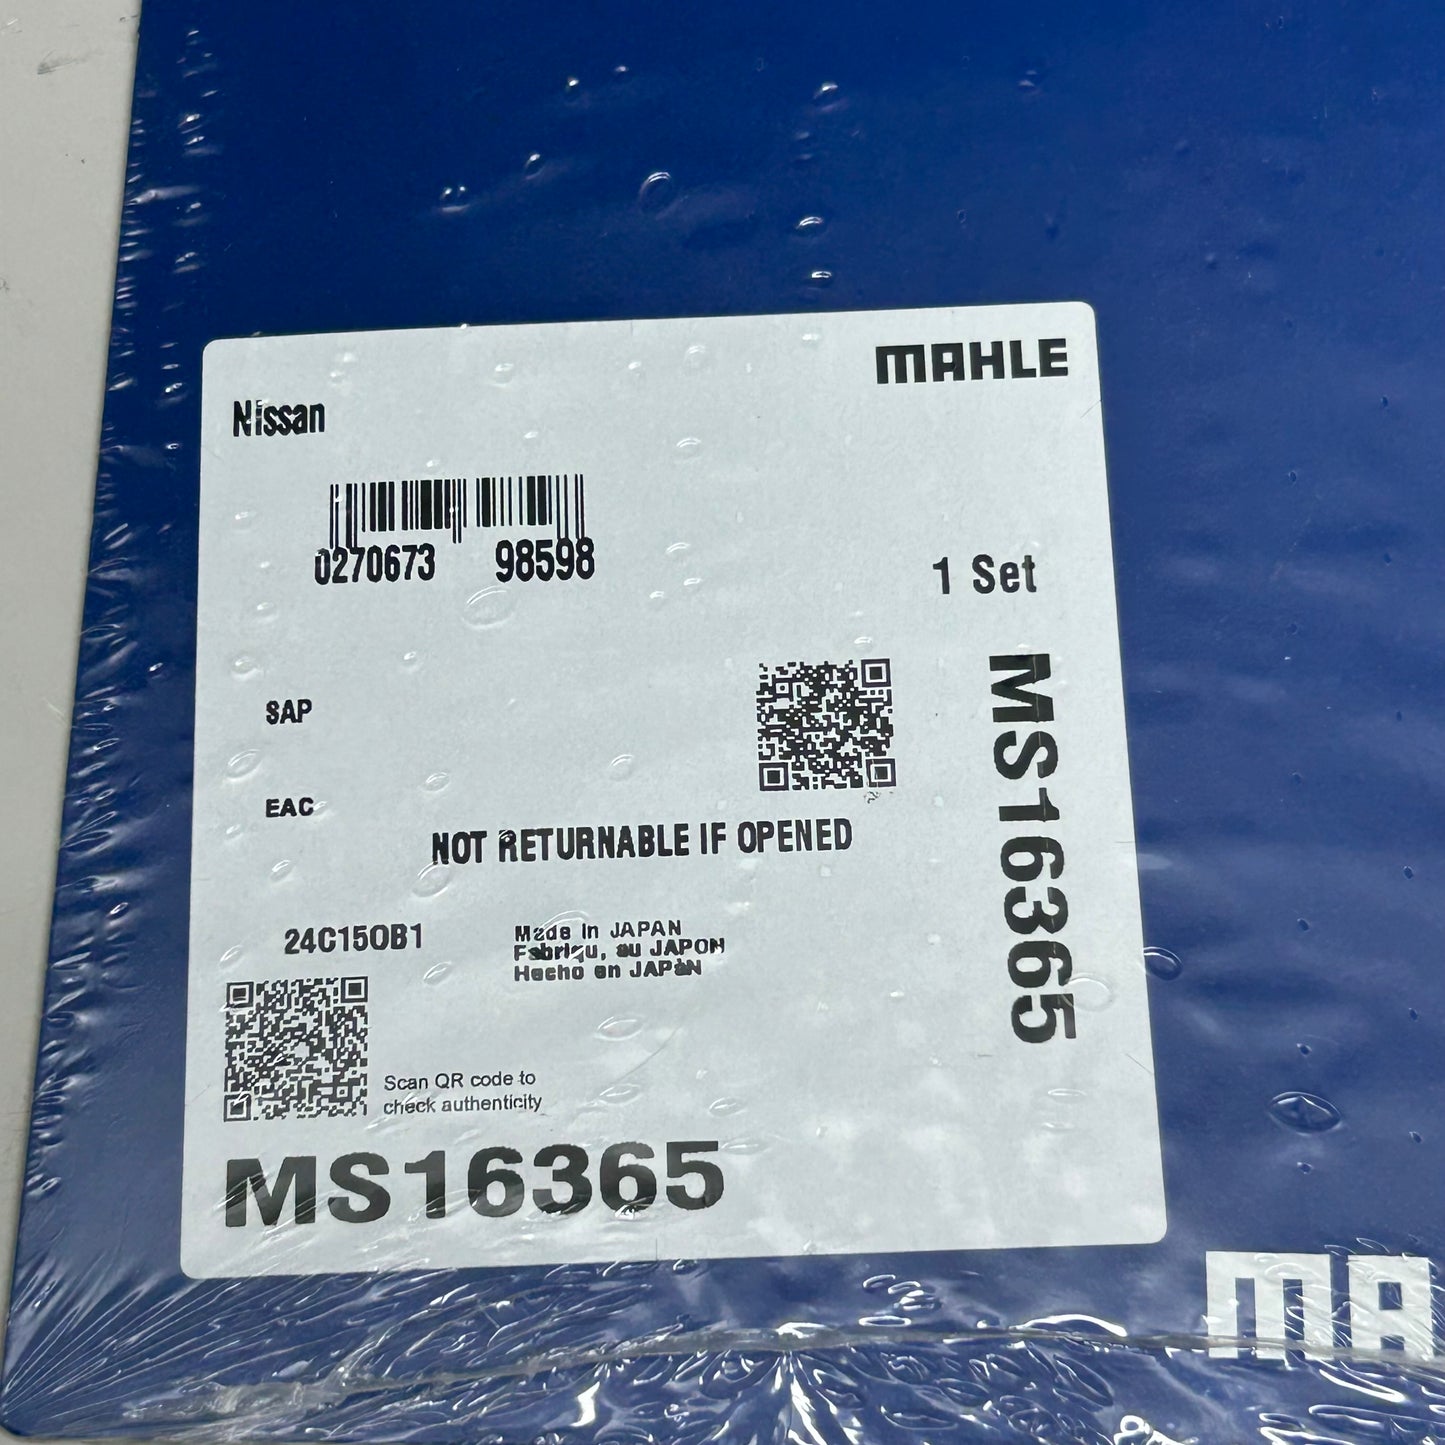 MAHLE
Nissan
0270673 98598
1 Set
SAP
EAC
NOT RETURNABLE IF OPENED
MS16365
24C150B1
Made in JAPAN
Fabriqu, au JAPON
Hecho en JAPàN
Scan QR code to
check authenticity
MS16365
MA